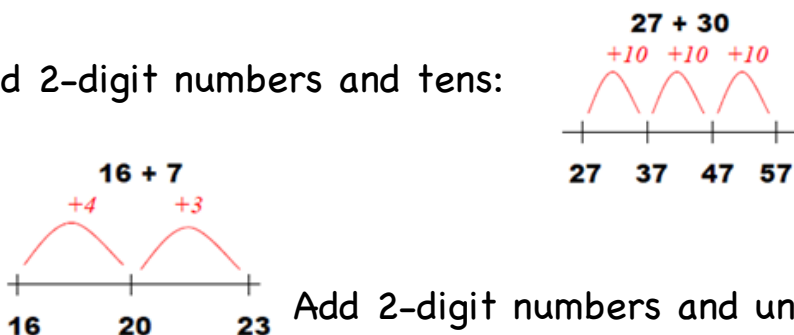 27 + 30
+10 +10 +10
2-digit numbers and tens:
27 37 47 57
16 + 7
+4 +3
16 20 23
Add 2-digit numbers and